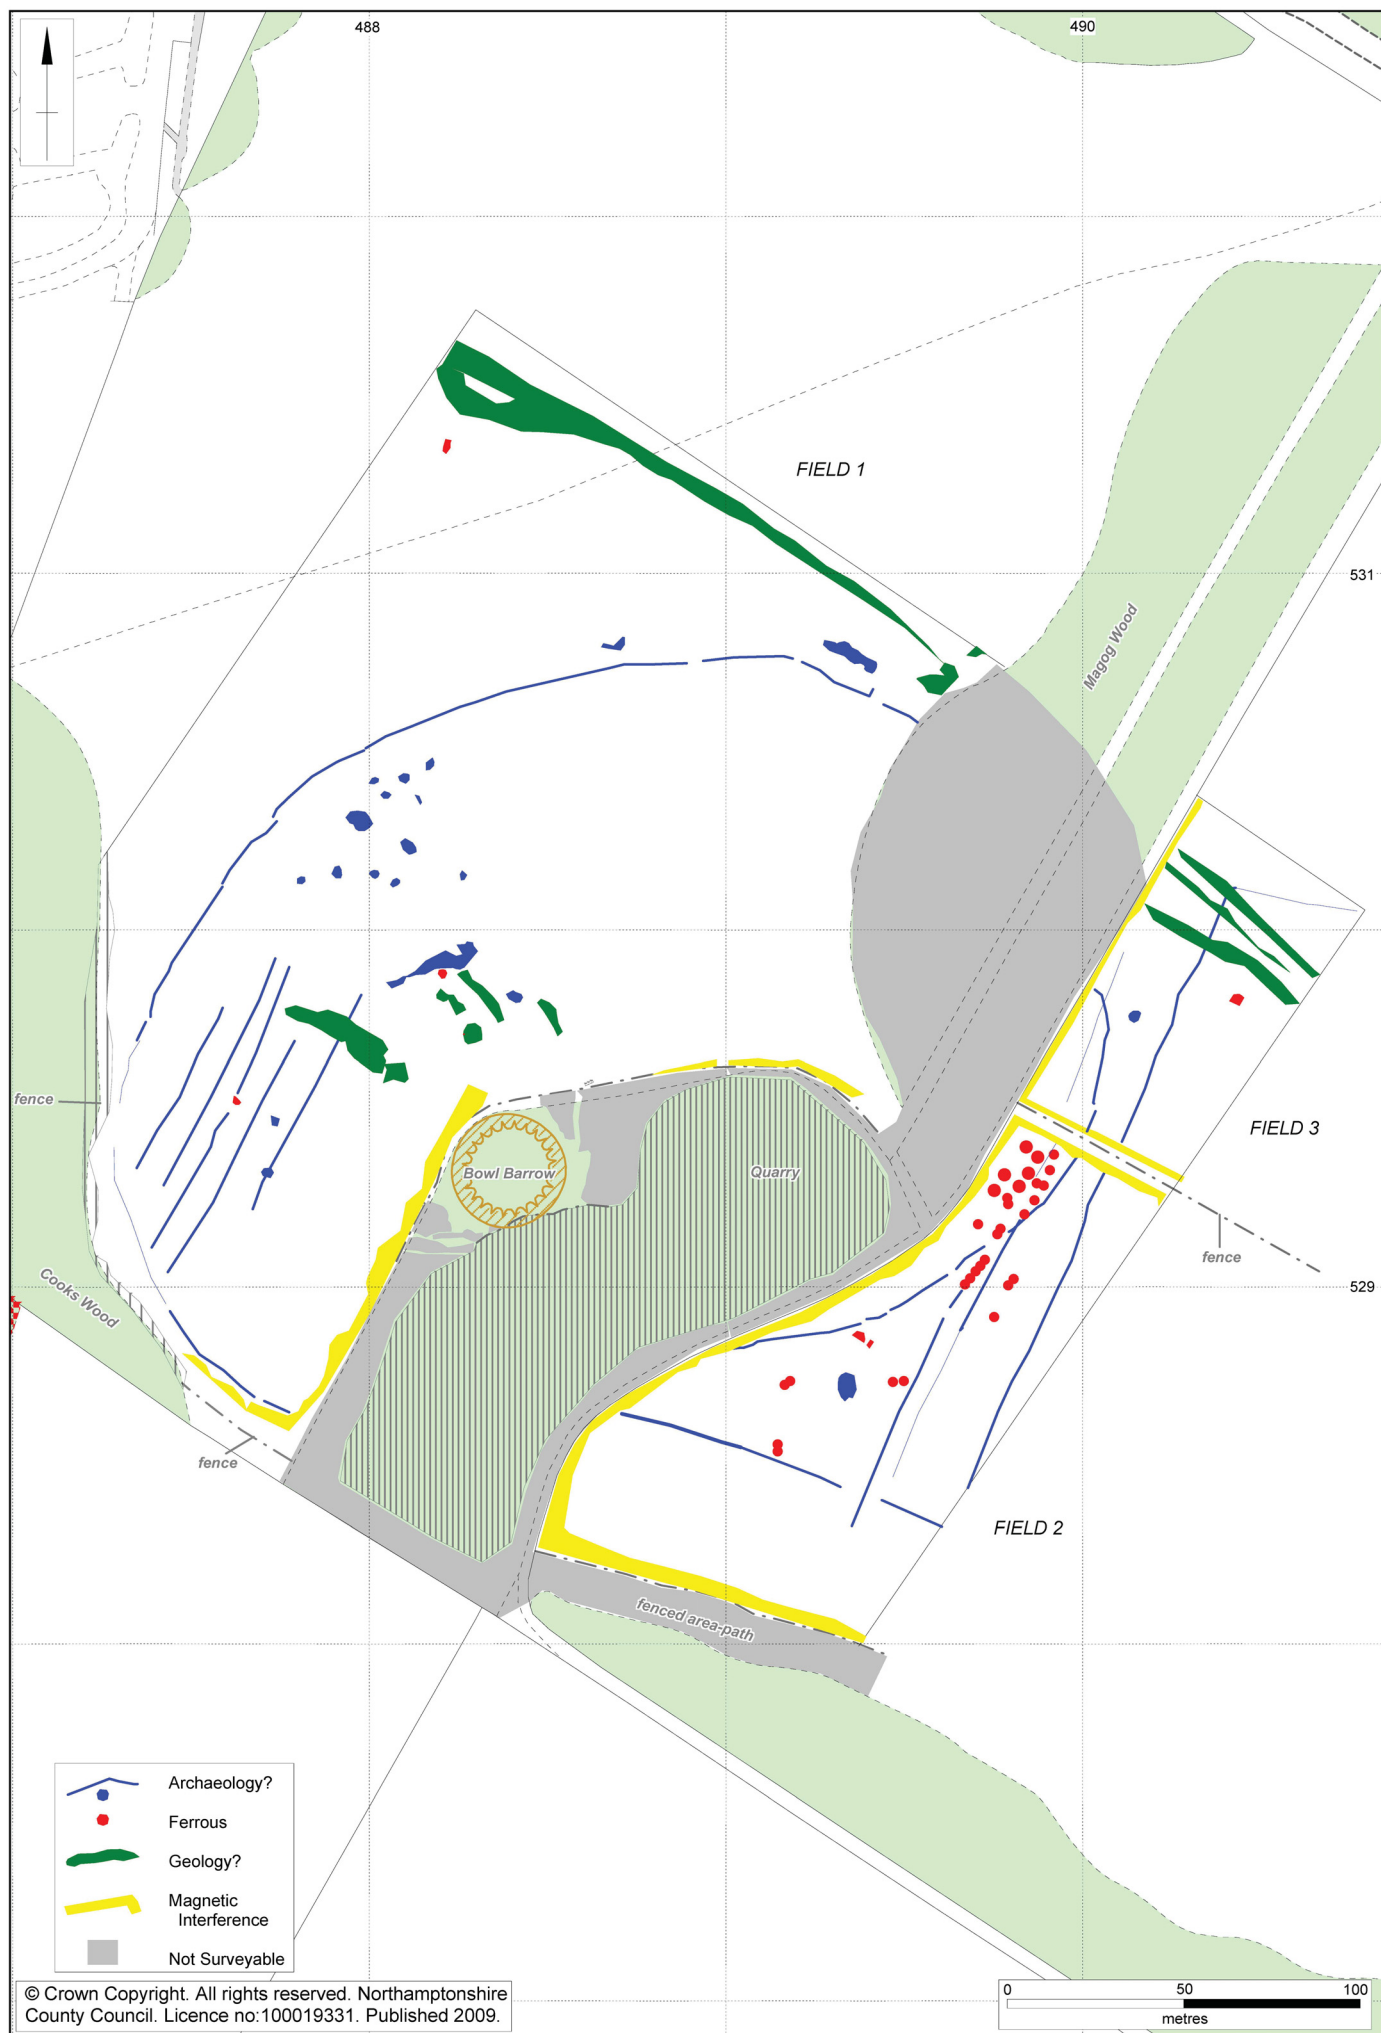 488
490
FIELD 1
531
Magog Wood
fence
FIELD 3
Bowl Barrow
Quarry
fence
Cooks Wood
529
fence
FIELD 2
fenced area-path
Archaeology?
Ferrous
Geology?
Magnetic
Interference
Not Surveyable
© Crown Copyright. All rights reserved. Northamptonshire
County Council. Licence no:100019331. Published 2009.
0 50 100
metres